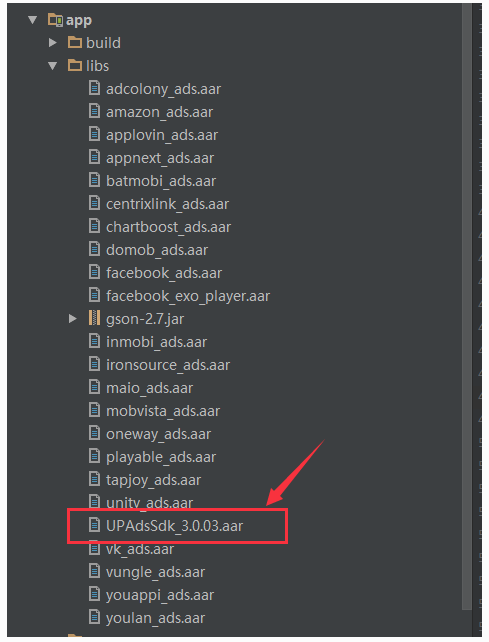 app
build
libs
adcolony_ads.aar
amazon_ads.aar
applovin_ads.aar
appnext_ads.aar
batmobi_ads.aar
centrixlink_ads.aar
chartboost_ads.aar
domob_ads.aar
facebook_ads.aar
facebook_exo_player.aar
gson-2.7.jar
inmobi_ads.aar
ironsource_ads.aar
maio_ads.aar
mobvista_ads.aar
oneway_ads.aar
playable_ads.aar
tapjoy_ads.aar
unity_ads.aar
UPAdsSdk_3.0.03.aar
vk_ads.aar
vungle_ads.aar
youappi_ads.aar
youlan_ads.aar